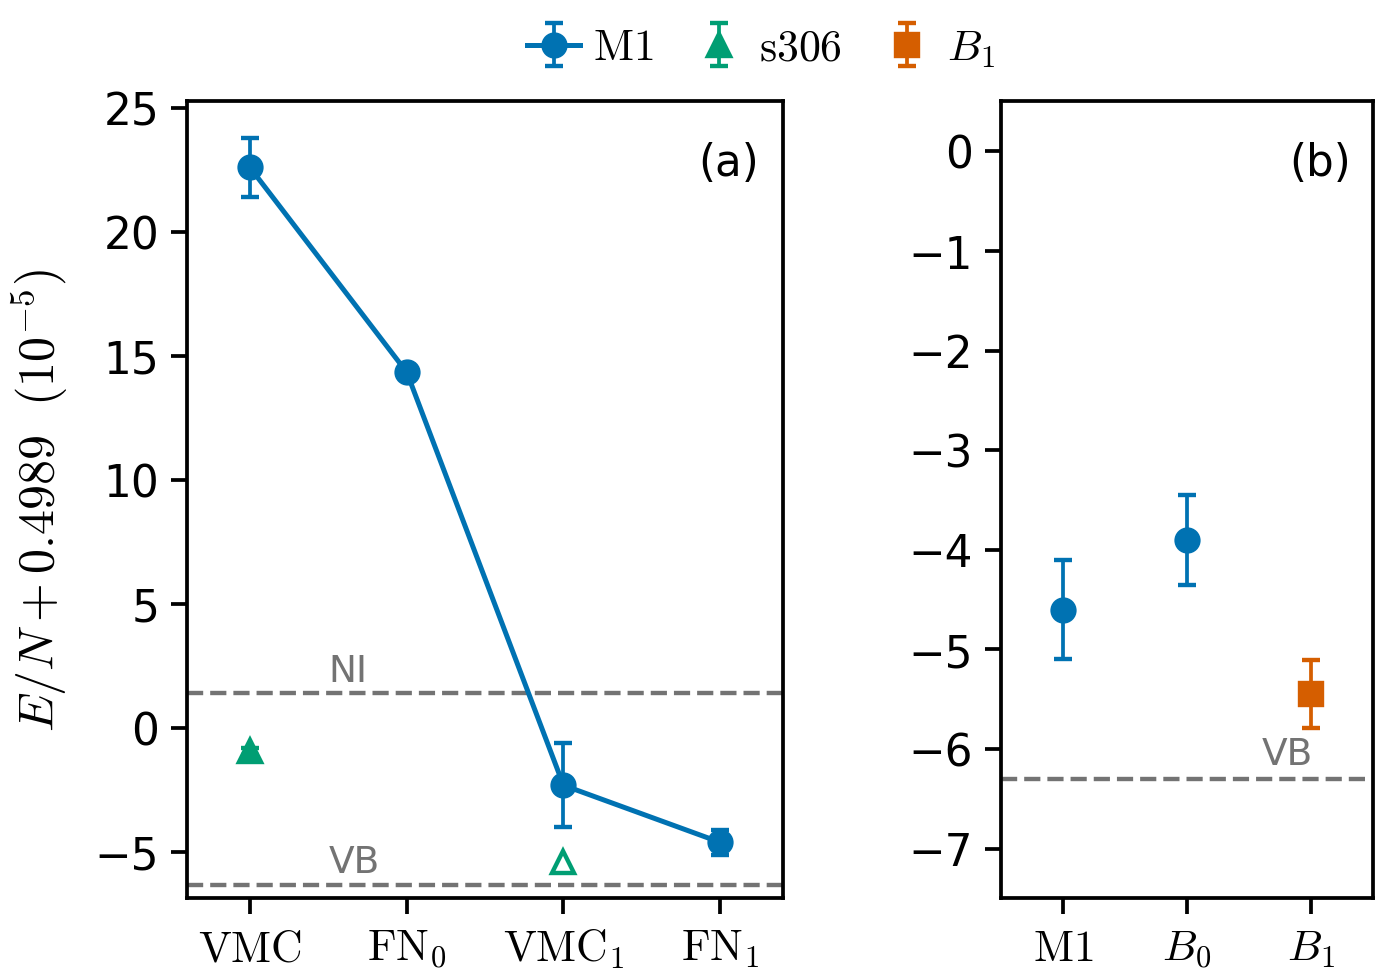 M1 s306 B₁
E/N + 0.4989 (10⁻⁵)
25
20
15
10
5
0
−5
(a)
NI
VB
VMC FN₀ VMC₁ FN₁
0
−1
−2
−3
−4
−5
−6
−7
(b)
VB
M1 B₀ B₁